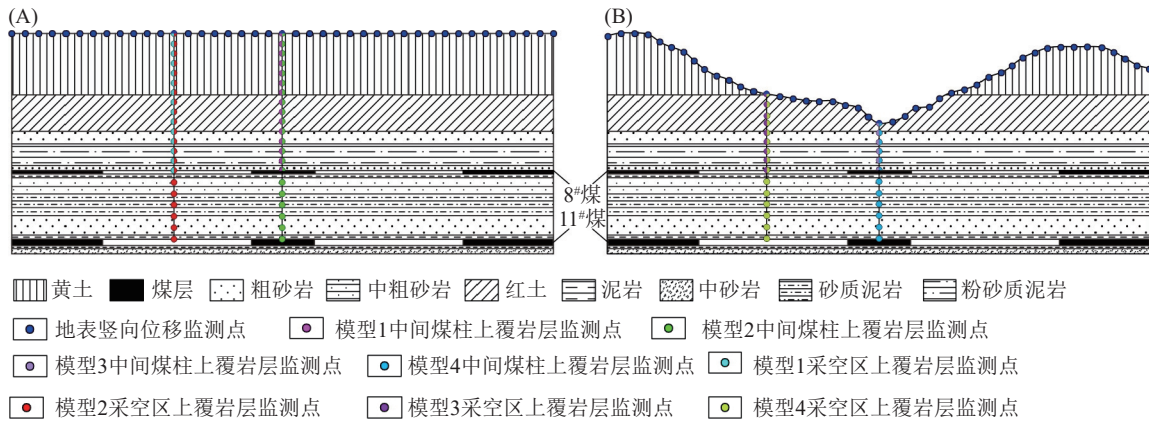 (A) (B)
8#煤
11#煤
黄土 煤层 粗砂岩 中粗砂岩 红土 泥岩 中砂岩 砂质泥岩 粉砂质泥岩
地表竖向位移监测点 模型1中间煤柱上覆岩层监测点 模型2中间煤柱上覆岩层监测点
模型3中间煤柱上覆岩层监测点 模型4中间煤柱上覆岩层监测点 模型1采空区上覆岩层监测点
模型2采空区上覆岩层监测点 模型3采空区上覆岩层监测点 模型4采空区上覆岩层监测点